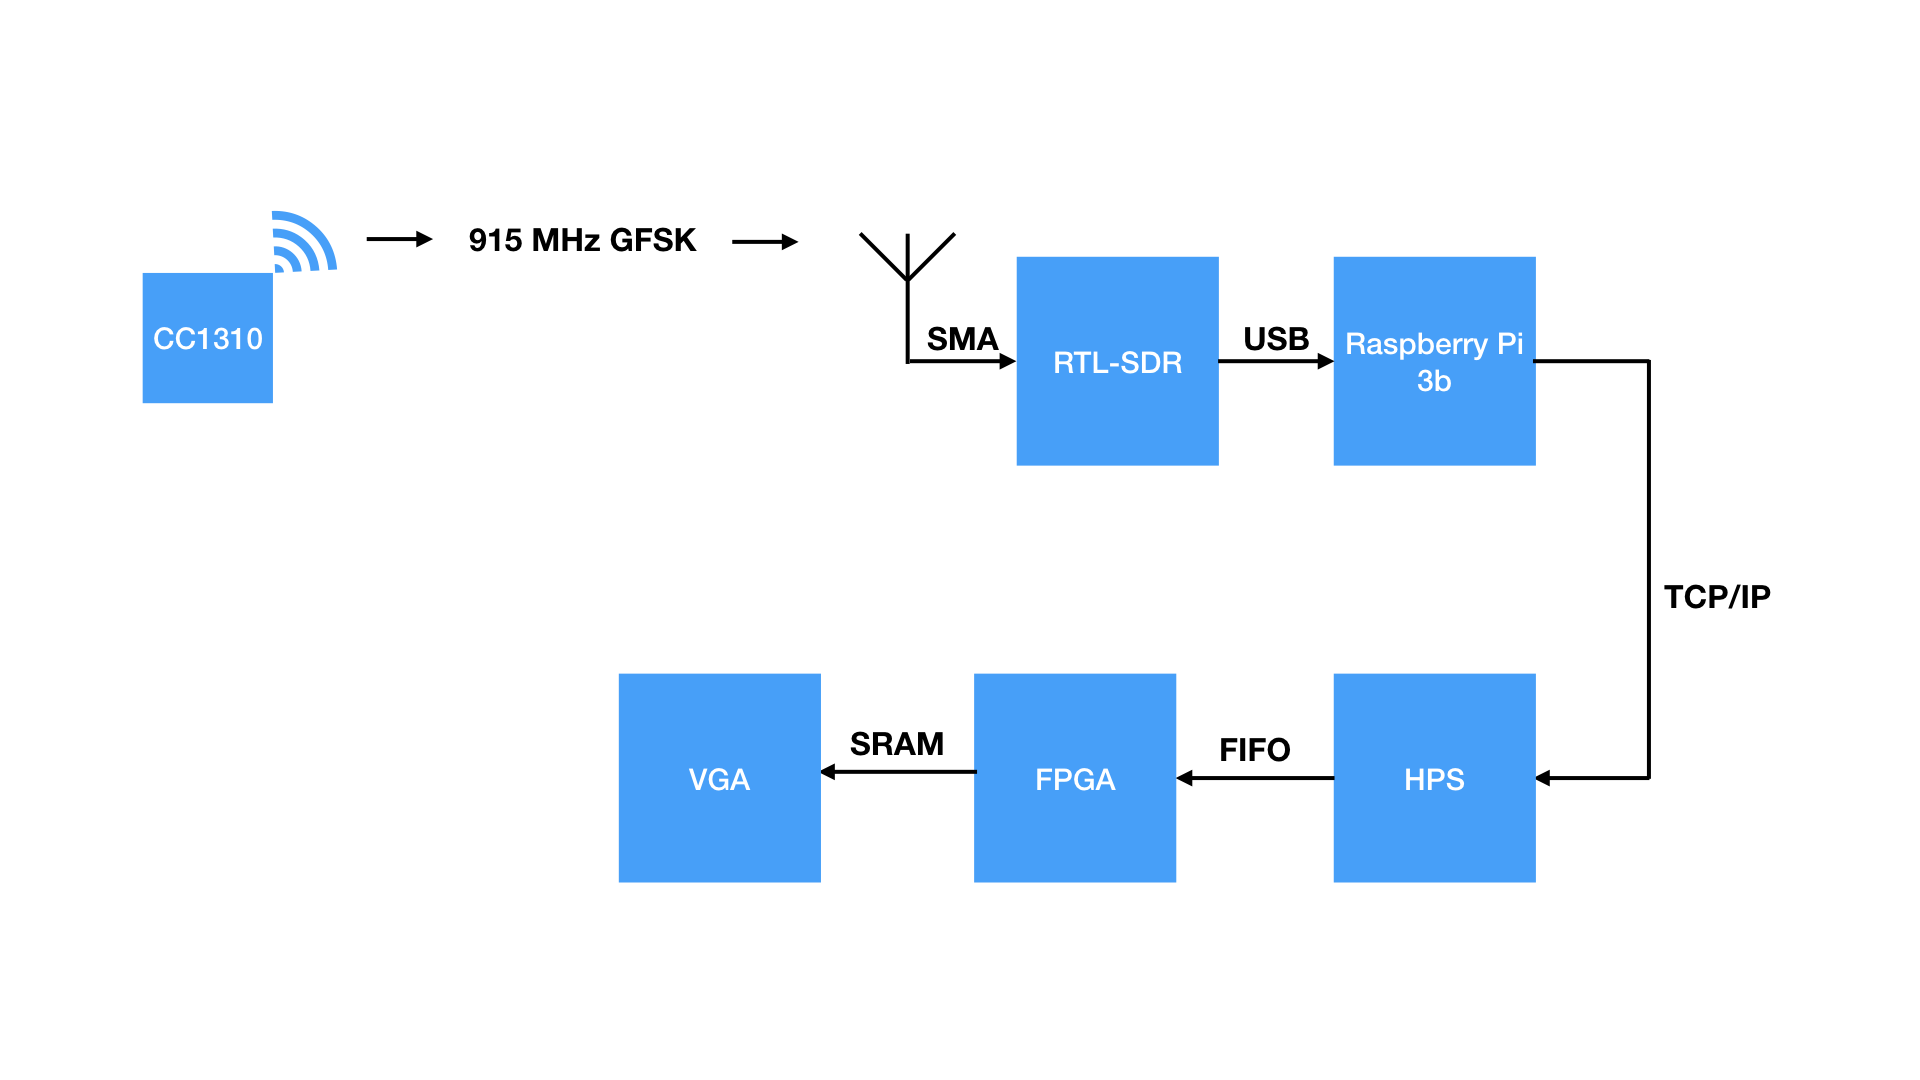 915 MHz GFSK
CC1310
SMA
RTL-SDR
USB
Raspberry Pi
3b
TCP/IP
VGA
SRAM
FPGA
FIFO
HPS